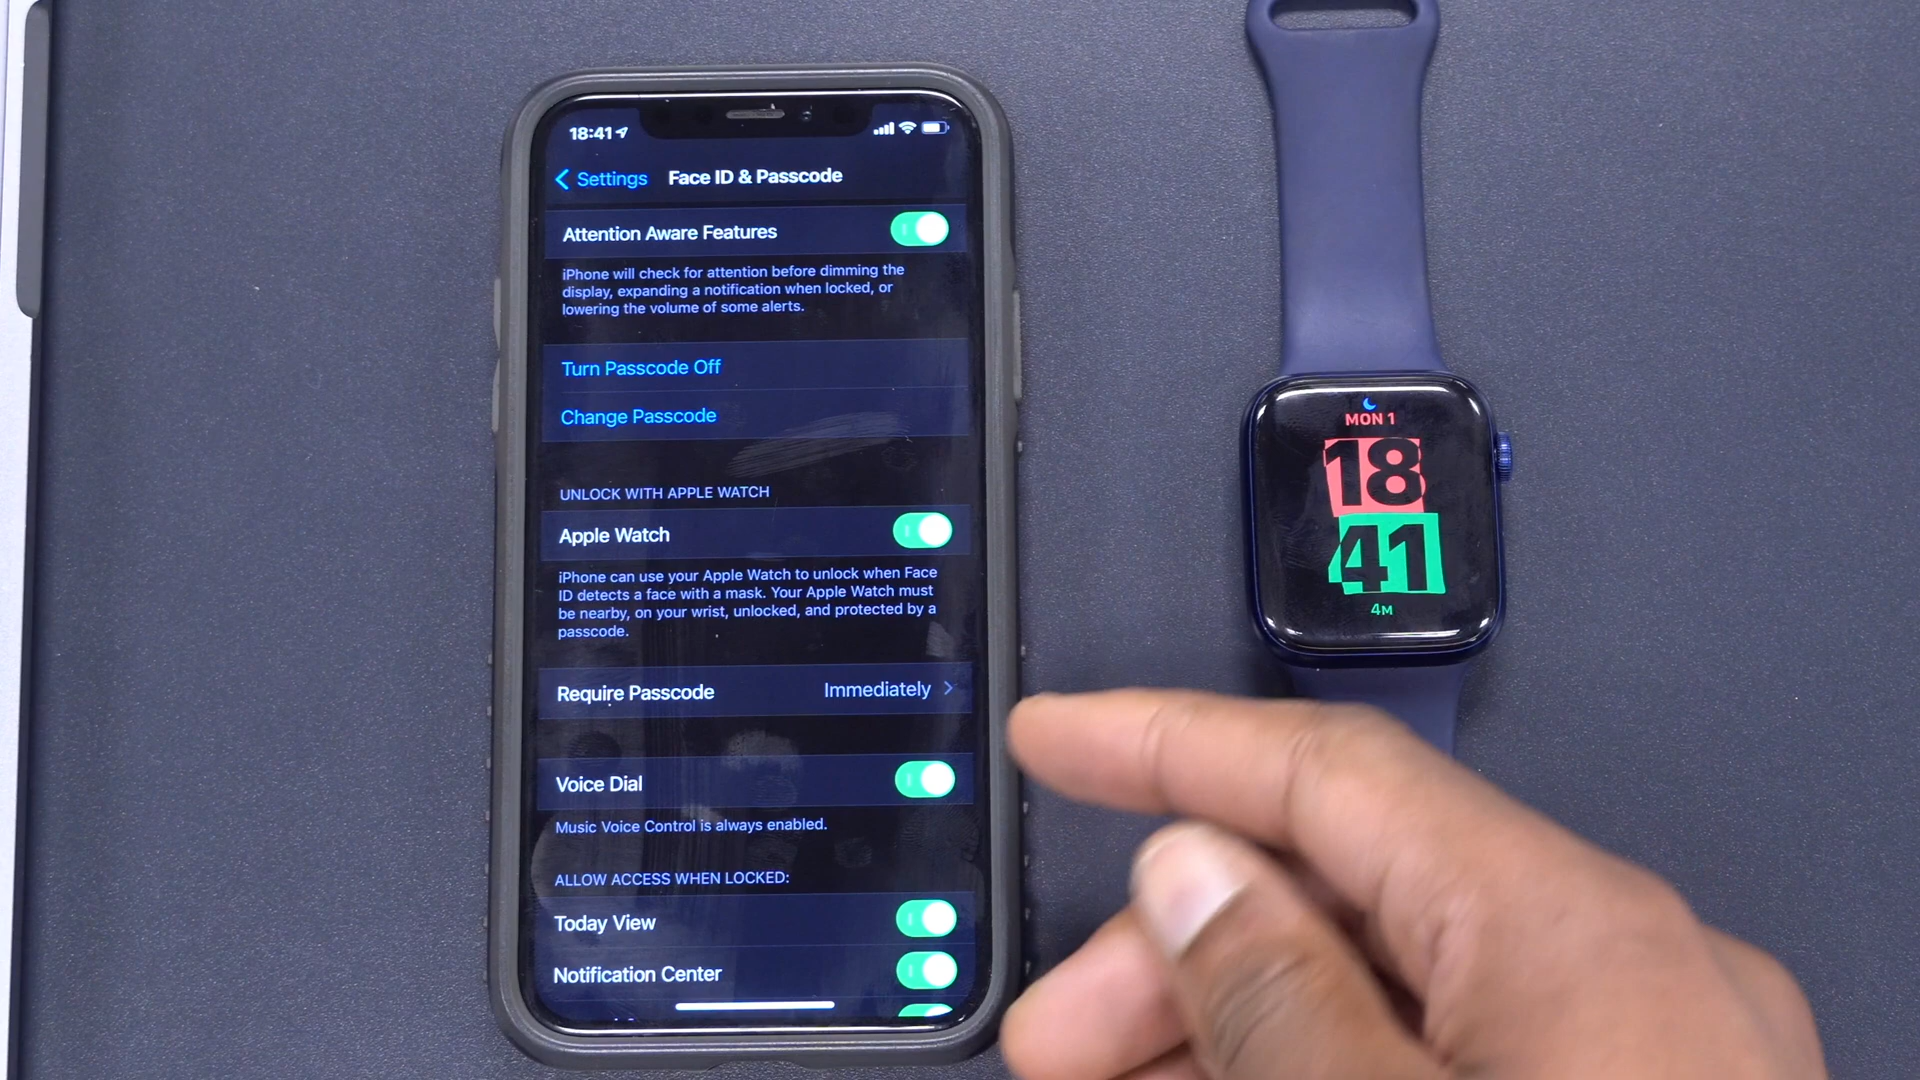 18:41
Settings
Face ID & Passcode
Attention Aware Features
iPhone will check for attention before dimming the
display, expanding a notification when locked, or
lowering the volume of some alerts.
Turn Passcode Off
Change Passcode
UNLOCK WITH APPLE WATCH
Apple Watch
iPhone can use your Apple Watch to unlock when Face
ID detects a face with a mask. Your Apple Watch must
be nearby, on your wrist, unlocked, and protected by a
passcode.
Require Passcode
Immediately
Voice Dial
Music Voice Control is always enabled.
ALLOW ACCESS WHEN LOCKED:
Today View
Notification Center
MON 1
18
41
4M